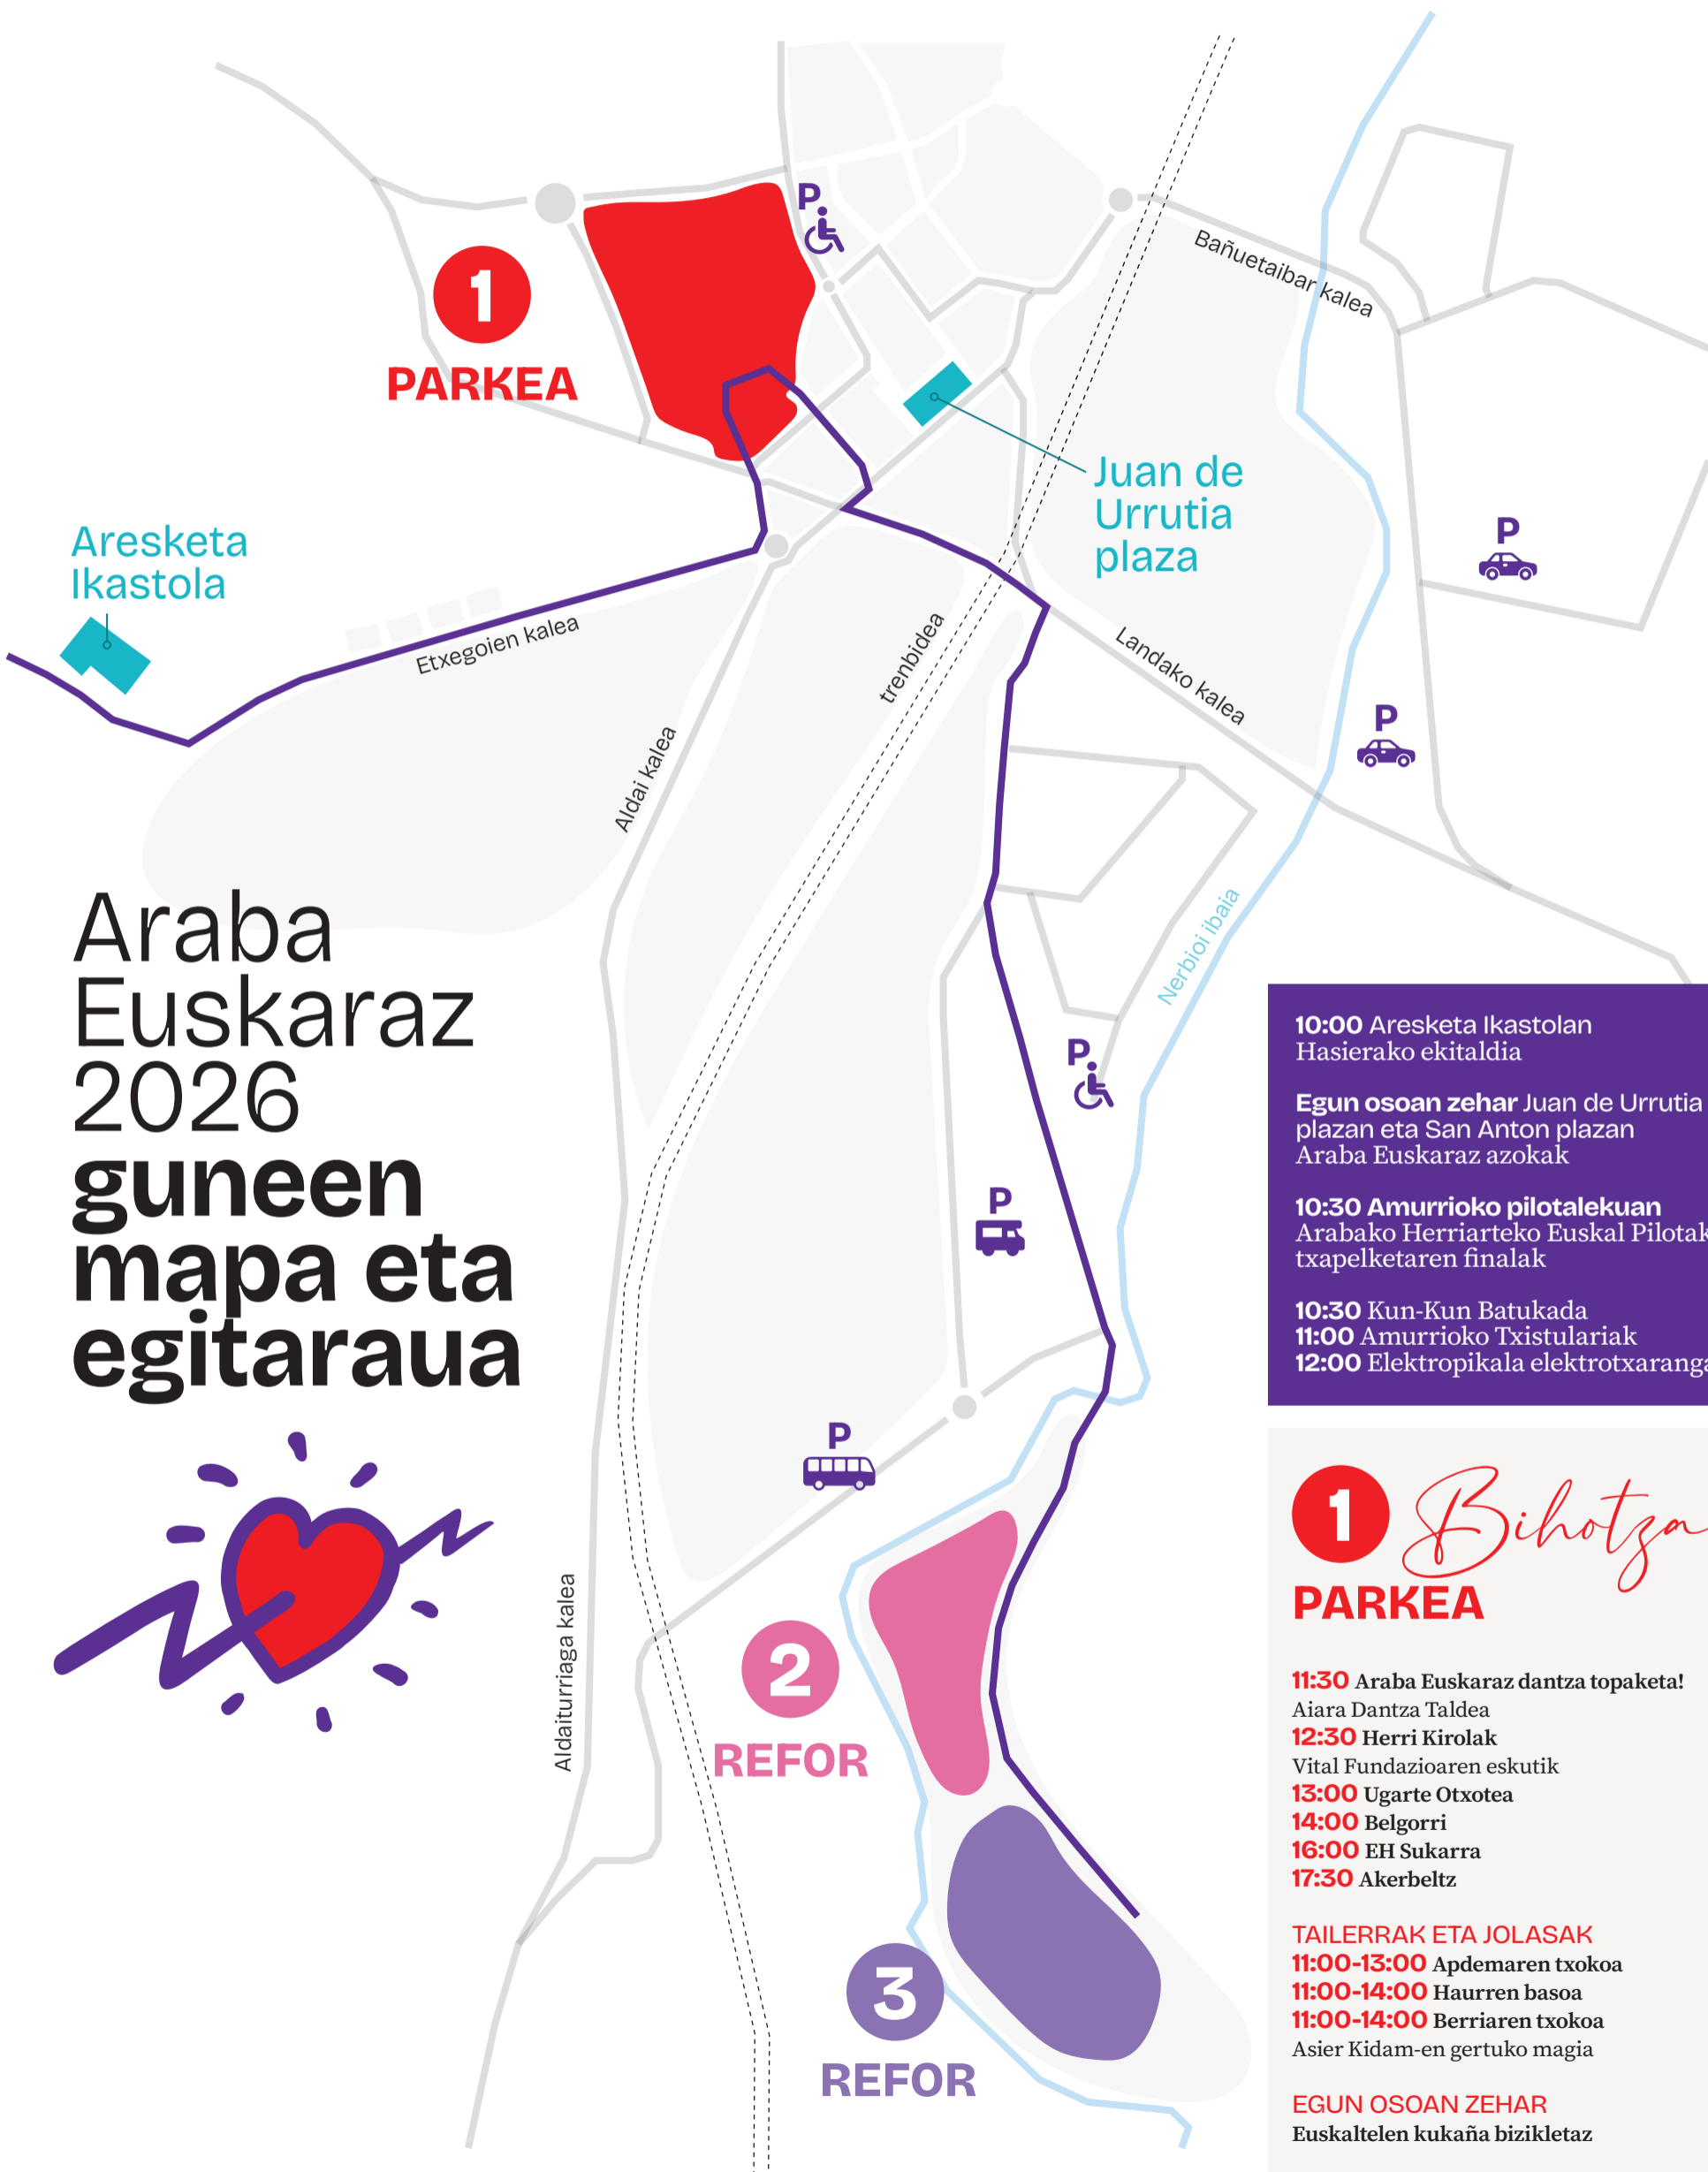 P
1
PARKEA
Bañuetaibar kalea
Juan de
Urrutia
plaza
Aresketa
Ikastola
P
Etxegoien kalea
trenbidea
Landako kalea
P
Aldai kalea
Araba
Euskaraz
2026
guneen
mapa eta
egitaraua
Nerbioi ibaia
P
P
P
Aldaiturriaga kalea
2
REFOR
3
REFOR
10:00 Aresketa Ikastolan
Hasierako ekitaldia
Egun osoan zehar Juan de Urrutia
plazan eta San Anton plazan
Araba Euskaraz azokak
10:30 Amurrioko pilotalekuan
Arabako Herriarteko Euskal
txapelketaren finalak
10:30 Kun-Kun Batukada
11:00 Amurrioko Txistulariak
12:00 Elektropikala
1 Bihotza
PARKEA
11:30 Araba Euskaraz dantza topaketa!
Aiara Dantza Taldea
12:30 Herri Kirolak
Vital Fundazioaren eskutik
13:00 Ugarte Otxotea
14:00 Belgorri
16:00 EH Sukarra
17:30 Akerbeltz
TAILERRAK ETA JOLASAK
11:00-13:00 Apdemaren txokoa
11:00-14:00 Haurren basoa
11:00-14:00 Berriaren txokoa
Asier Kidam-en gertuko magia
EGUN OSOAN ZEHAR
Euskaltelen kukaña bizikletaz